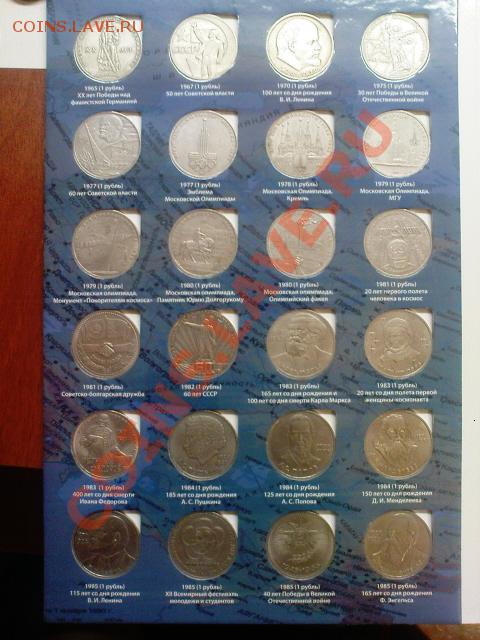 COINS.LAVE.RU
1965 (1 рубль)
XX лет Победы над
фашистской Германией
1967 (1 рубль)
50 лет Советской власти
1970 (1 рубль)
100 лет со дня рождения
В. И. Ленина
1975 (1 рубль)
30 лет Победы в Великой
Отечественной войне
1977 (1 рубль)
60 лет Советской власти
1977 (1 рубль)
Эмблема
Московской Олимпиады
1978 (1 рубль)
Московская Олимпиада,
Кремль
1979 (1 рубль)
Московская Олимпиада,
МГУ
1979 (1 рубль)
Московская олимпиада,
Монумент «Покорителям космоса»
1980 (1 рубль)
Московская олимпиада,
Памятник Юрию Долгорукому
1980 (1 рубль)
Московская олимпиада,
Олимпийский факел
1981 (1 рубль)
20 лет первого полета
человека в космос
1981 (1 рубль)
Советско-болгарская дружба
1982 (1 рубль)
60 лет СССР
1983 (1 рубль)
165 лет со дня рождения и
100 лет со дня смерти Карла Маркса
1983 (1 рубль)
20 лет со дня полета первой
женщины космонавта
1983 (1 рубль)
400 лет со дня смерти
Ивана Федорова
1984 (1 рубль)
185 лет со дня рождения
А. С. Пушкина
1984 (1 рубль)
125 лет со дня рождения
А. С. Попова
1984 (1 рубль)
150 лет со дня рождения
Д. И. Менделеева
1985 (1 рубль)
115 лет со дня рождения
В. И. Ленина
1985 (1 рубль)
XII Всемирный фестиваль
молодежи и студентов
1985 (1 рубль)
40 лет Победы в Великой
Отечественной войне
1985 (1 рубль)
165 лет со дня рождения
Ф. Энгельса
COINS.LAVE.RU